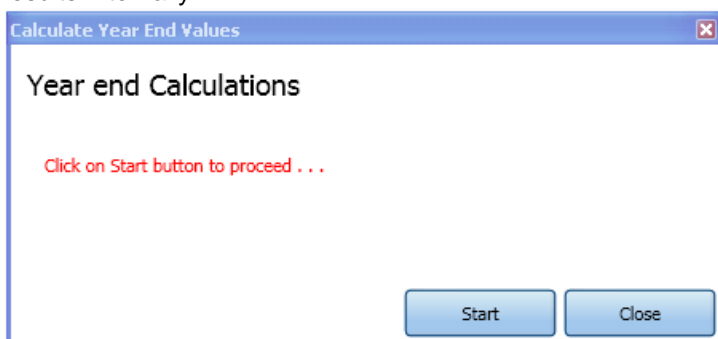 Calculate Year End Values
Year end Calculations
Click on Start button to proceed . . .
Start Close